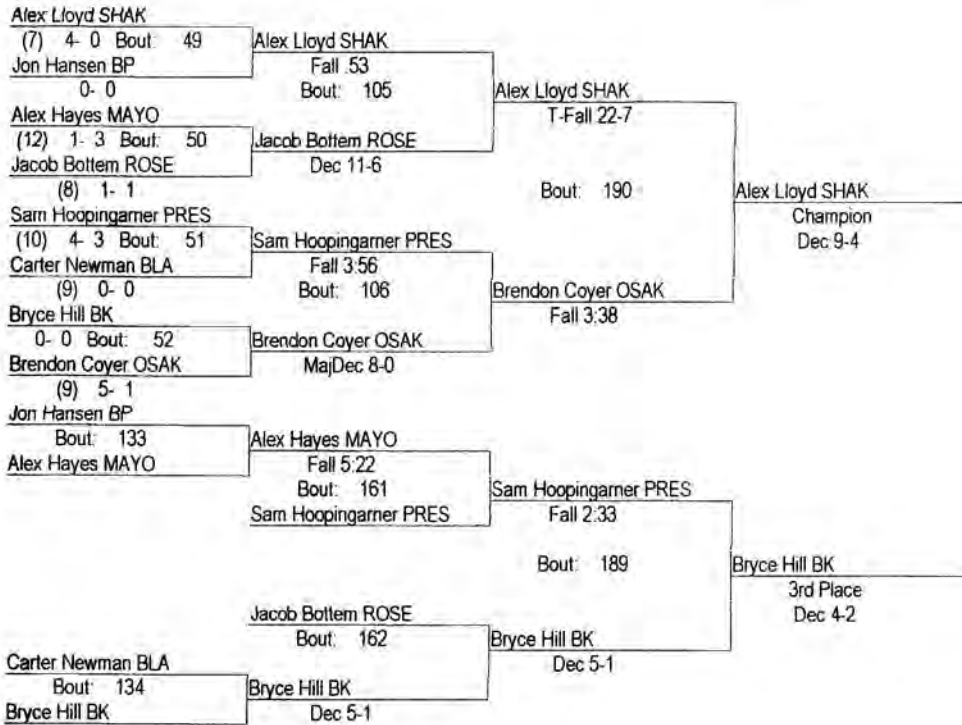 Alex Lloyd SHAK
(7) 4- 0 Bout: 49
Jon Hansen BP
0- 0
Alex Hayes MAYO
(12) 1- 3 Bout: 50
Jacob Bottem ROSE
(8) 1- 1
Sam Hoopingarner PRES
(10) 4- 3 Bout: 51
Carter Newman BLA
(9) 0- 0
Bryce Hill BK
0- 0 Bout: 52
Brendon Coyer OSAK
(9) 5- 1
Alex Lloyd SHAK
Fall .53
Bout: 105
Jacob Bottem ROSE
Dec 11-6
Sam Hoopingarner PRES
Fall 3:56
Bout: 106
Brendon Coyer OSAK
MajDec 8-0
Alex Lloyd SHAK
T-Fall 22-7
Bout: 190
Brendon Coyer OSAK
Fall 3:38
Alex Lloyd SHAK
Champion
Dec 9-4
Jon Hansen BP
Bout: 133
Alex Hayes MAYO
Alex Hayes MAYO
Fall 5:22
Bout: 161
Sam Hoopingarner PRES
Sam Hoopingarner PRES
Fall 2:33
Bout: 189
Jacob Bottem ROSE
Bout: 162
Carter Newman BLA
Bout: 134
Bryce Hill BK
Bryce Hill BK
Dec 5-1
Bryce Hill BK
Dec 5-1
Bryce Hill BK
3rd Place
Dec 4-2